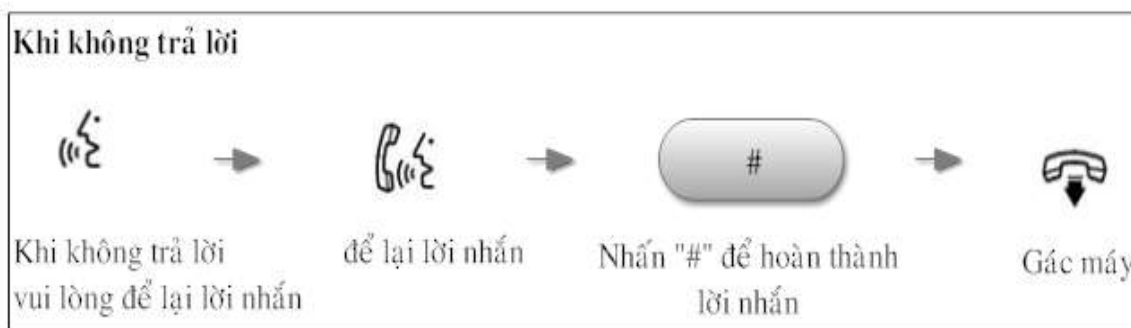 Khi không trả lời
#
Khi không trả lời
vui lòng để lại lời nhắn
để lại lời nhắn
Nhấn "#" để hoàn thành
lời nhắn
Gác máy